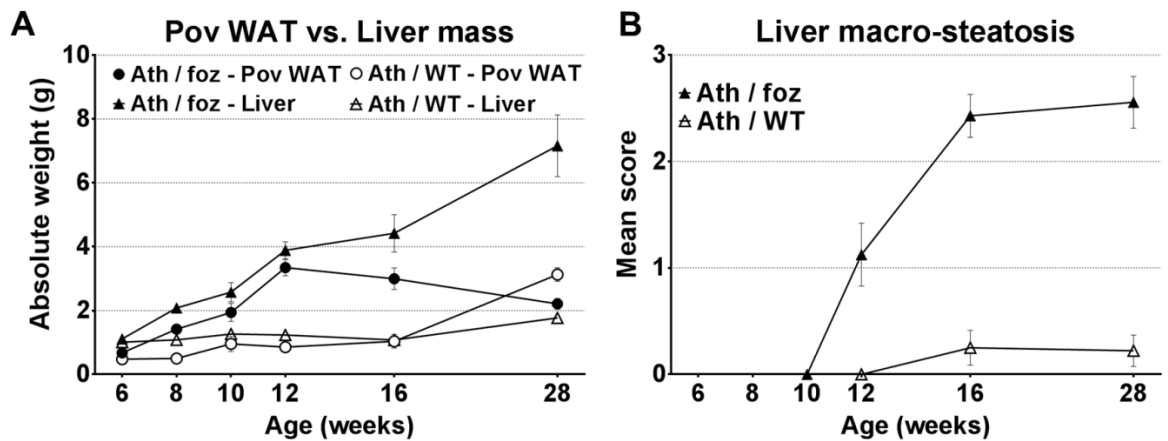 A
Pov WAT vs. Liver mass
Absolute weight (g)
10
8
6
4
2
0
Ath / foz - Pov WAT
Ath / WT - Pov WAT
Ath / foz - Liver
Ath / WT - Liver
6 8 10 12 16 28
Age (weeks)
B
Liver macro-steatosis
Mean score
3
2
1
0
Ath / foz
Ath / WT
6 8 10 12 16 28
Age (weeks)